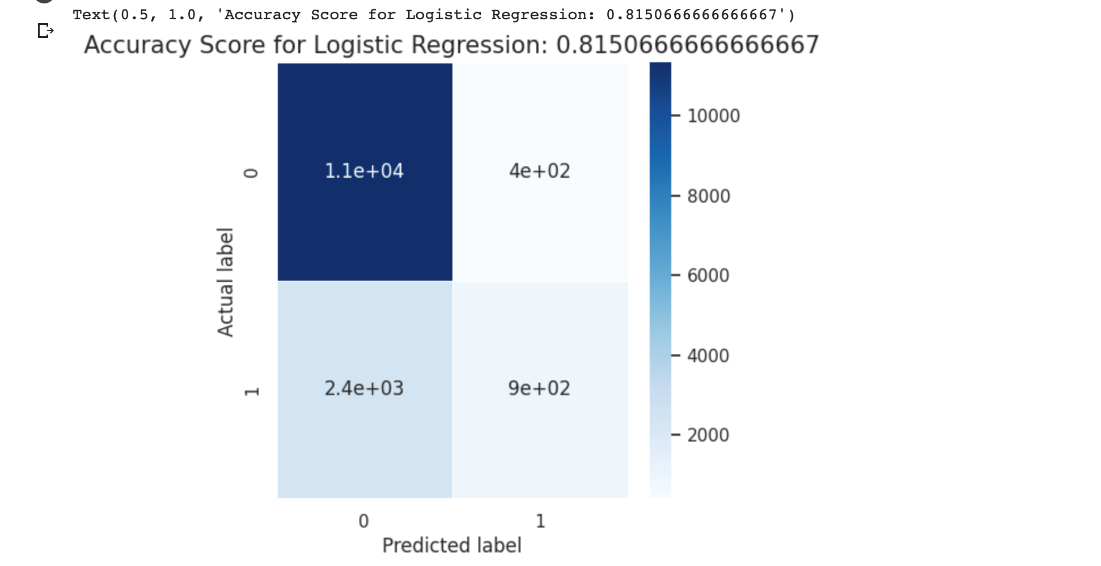 Text(0.5, 1.0, 'Accuracy Score for Logistic Regression: 0.8150666666666667')
Accuracy Score for Logistic Regression: 0.8150666666666667
1.1e+04 4e+02
2.4e+03 9e+02
0
1
Actual label
0 1
Predicted label
10000
8000
6000
4000
2000